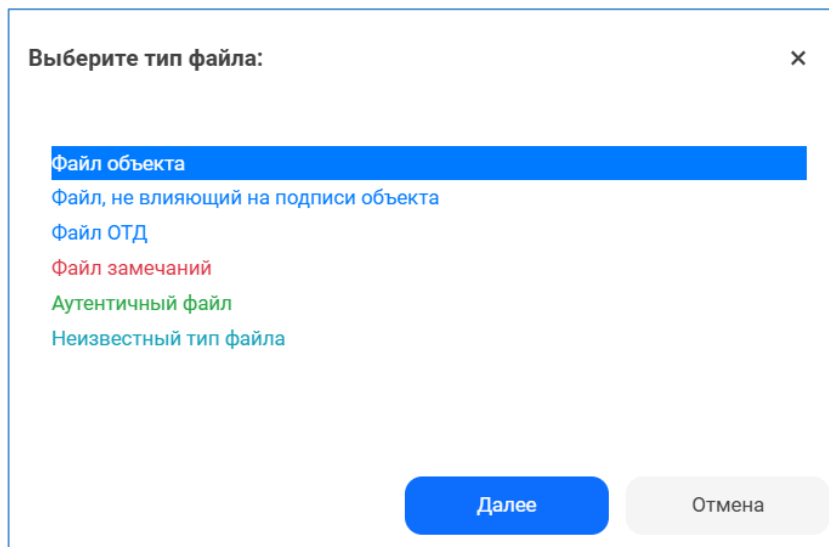 Выберите тип файла:
×
Файл объекта
Файл, не влияющий на подписи объекта
Файл ОТД
Файл замечаний
Аутентичный файл
Неизвестный тип файла
Далее
Отмена